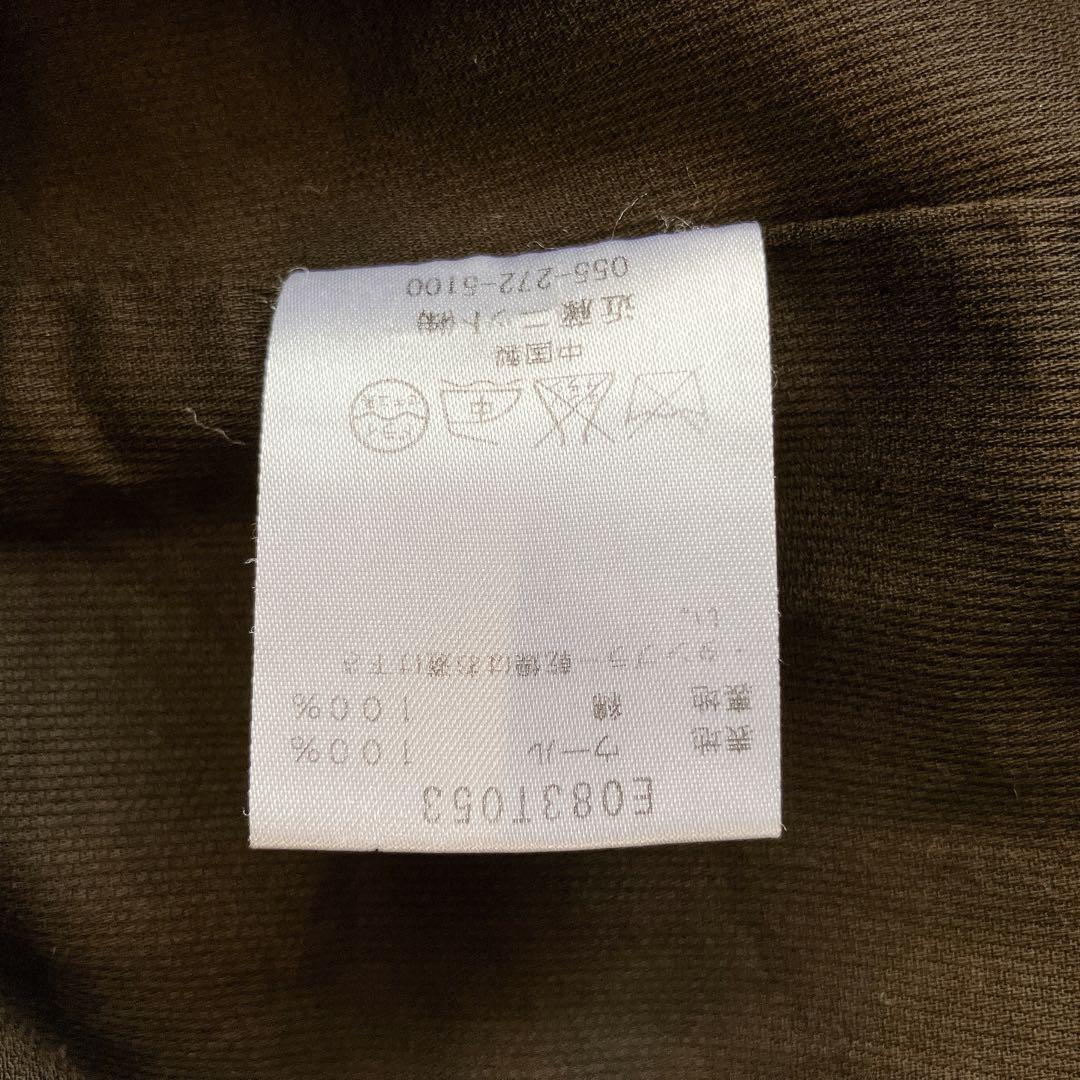 E083T053
表地 ウール 100%
裏地 綿 100%
・タンブラー乾燥はお避け下さ
い。
中国製
近藤ニット(株)
055-272-5100